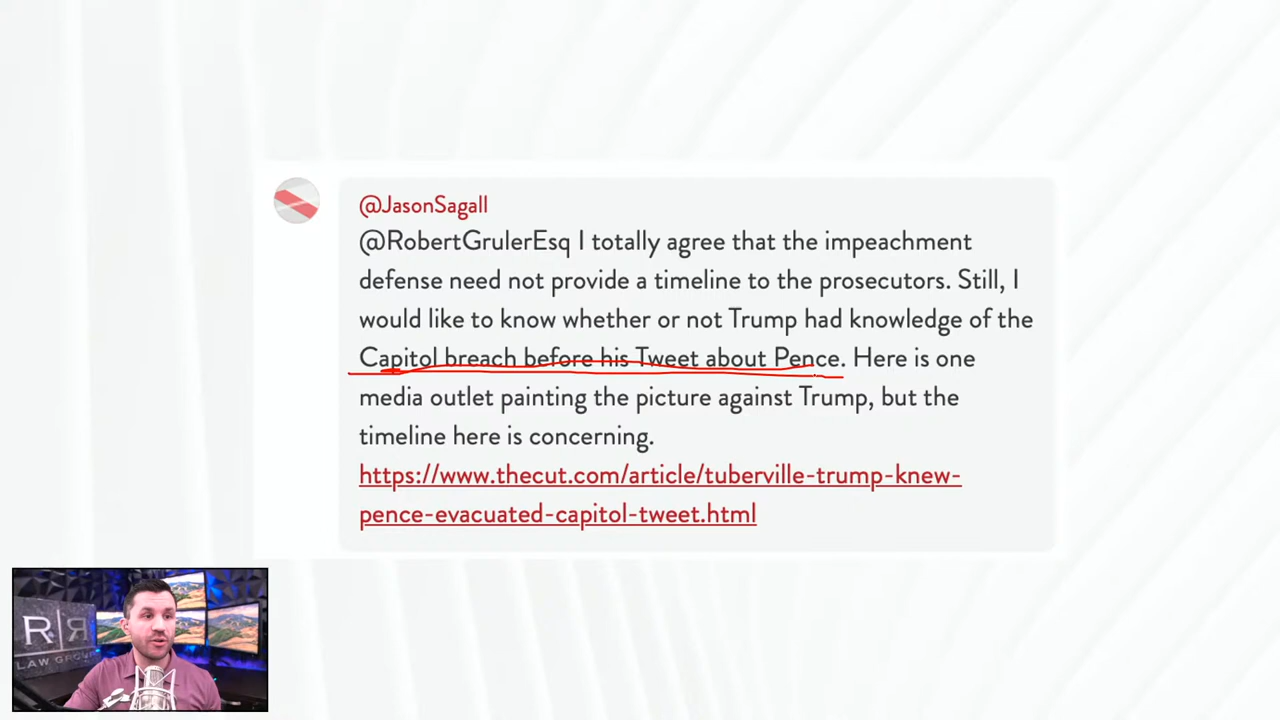 @JasonSagall
@RobertGrulerEsq I totally agree that the impeachment
defense need not provide a timeline to the prosecutors. Still, I
would like to know whether or not Trump had knowledge of the
Capitol breach before his Tweet about Pence. Here is one
media outlet painting the picture against Trump, but the
timeline here is concerning.
https://www.thecut.com/article/tuberville-trump-knew-
pence-evacuated-capitol-tweet.html
R|R
LAW GROUP